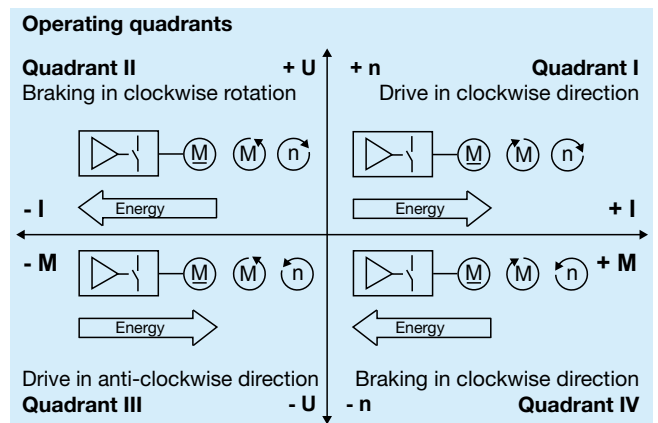 Operating quadrants
Quadrant II + U + n Quadrant I
Braking in clockwise rotation Drive in clockwise direction
M M n M M n
Energy Energy
- I + I
- M + M
M M n M M n
Energy Energy
Drive in anti-clockwise direction Braking in clockwise direction
Quadrant III - U - n Quadrant IV